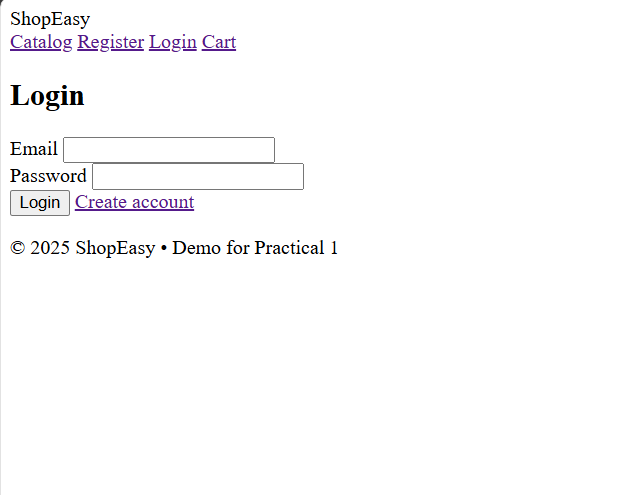 ShopEasy
Catalog Register Login Cart
Login
Email
Password
Login Create account
© 2025 ShopEasy • Demo for Practical 1